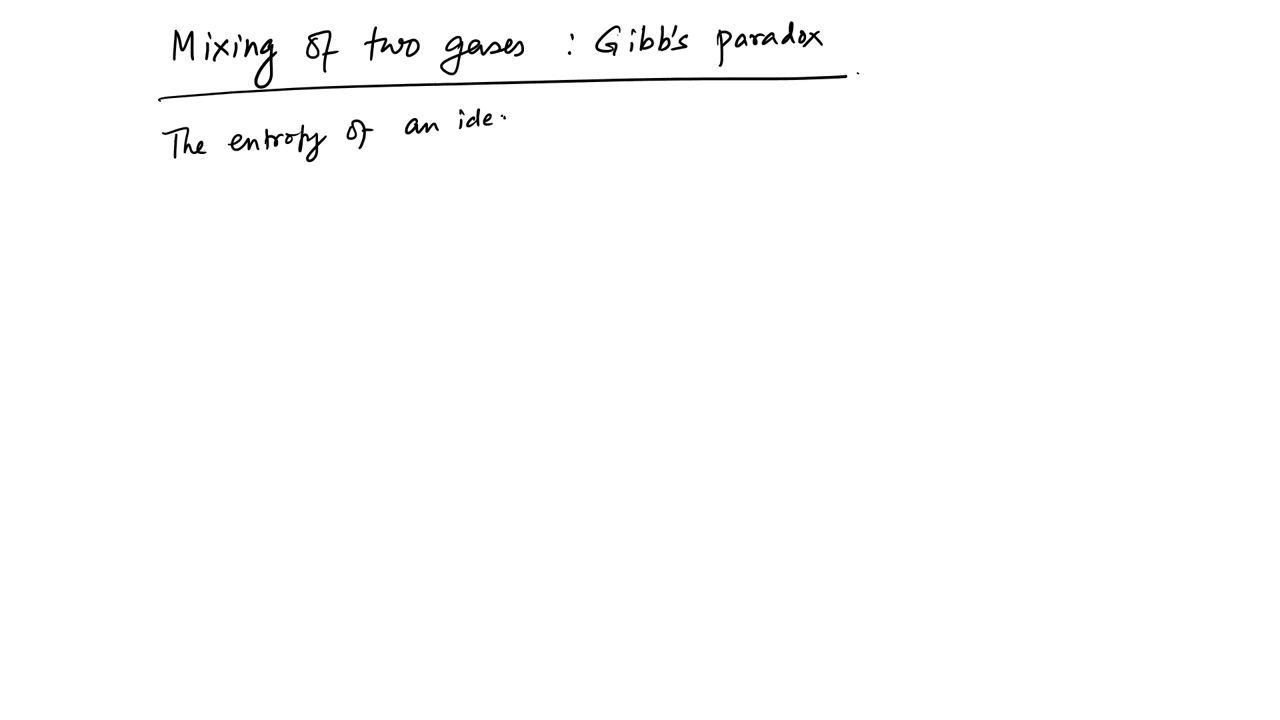 Mixing of two gases : Gibb's paradox
The entropy of an ide